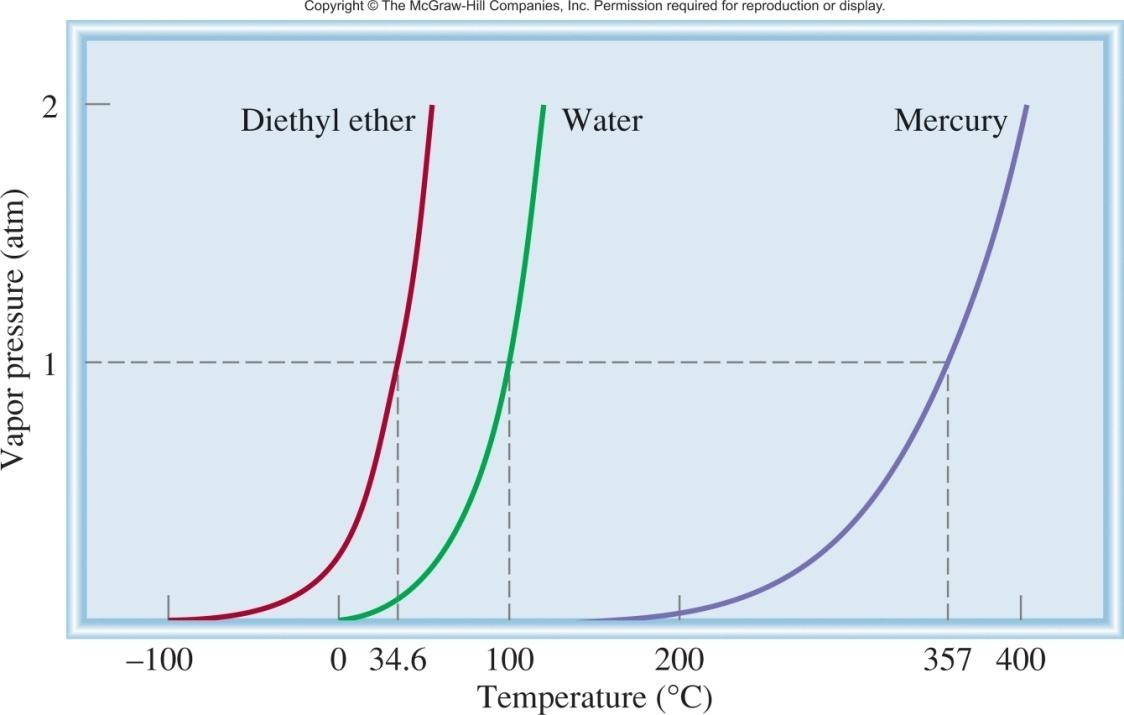 Copyright © The McGraw-Hill Companies, Inc. Permission required for reproduction or display.
2
Diethyl ether
Water
Mercury
Vapor pressure (atm)
1
–100 0 34.6 100 200 357 400
Temperature (°C)